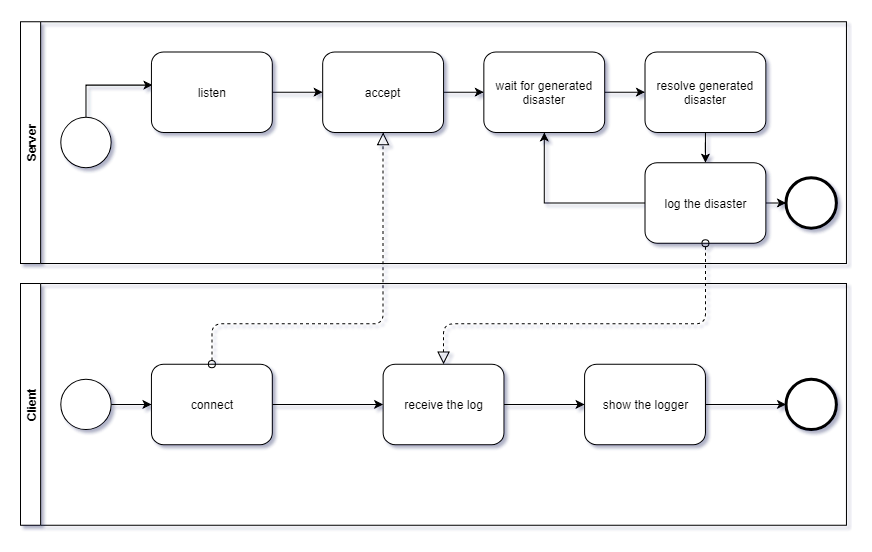 Server
listen
accept
wait for generated
disaster
resolve generated
disaster
log the disaster
Client
connect
receive the log
show the logger